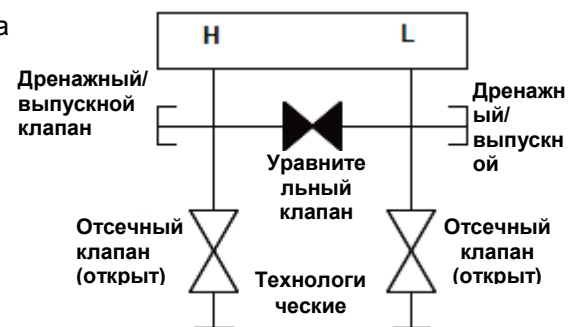 а
H L
Дренажный/
выпускной
клапан
Дренажн
ый/
выпускн
ой
Уравните
льный
клапан
Отсечный
клапан
(открыт)
Технологи
ческие
Отсечный
клапан
(открыт)